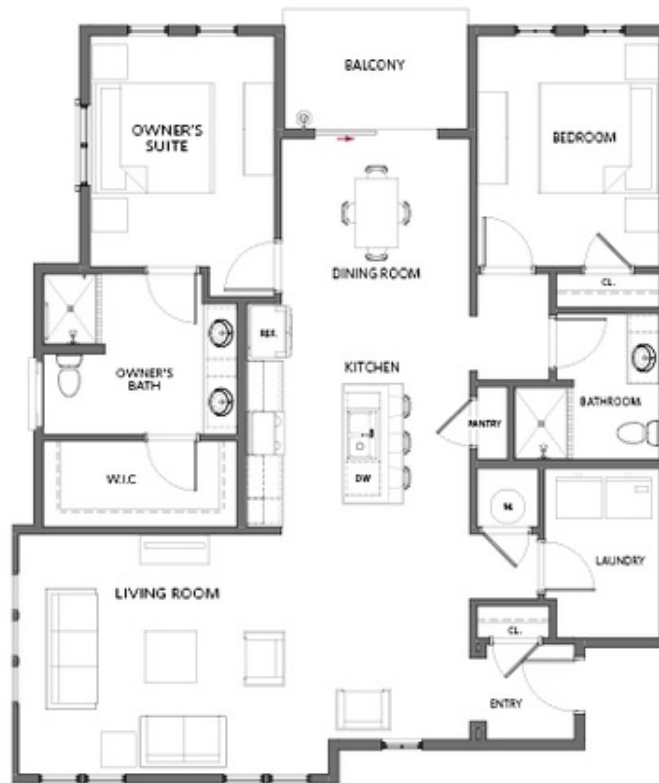 BALCONY
OWNER'S
SUITE
BEDROOM
DINING ROOM
CL.
REF.
KITCHEN
OWNER'S
BATH
BATHROOM
PANTRY
W.I.C
DW
M.
LAUNDRY
LIVING ROOM
CL.
ENTRY